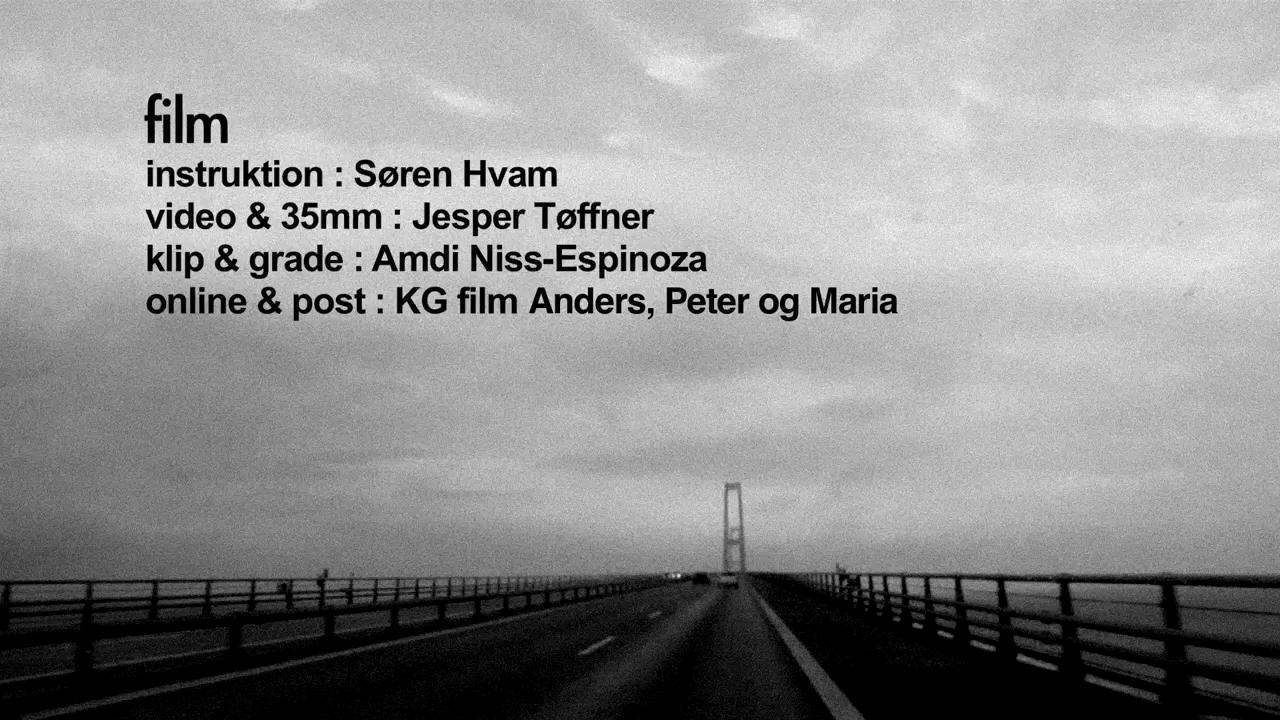 film
instruktion : Søren Hvam
video & 35mm : Jesper Tøffner
klip & grade : Amdi Niss-Espinoza
online & post : KG film Anders, Peter og Maria